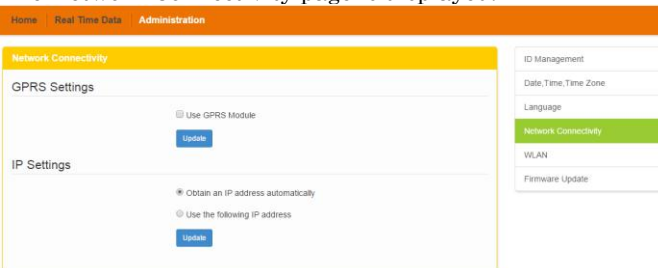 Home Real Time Data Administration
Network Connectivity
GPRS Settings
Use GPRS Module
Update
IP Settings
Obtain an IP address automatically
Use the following IP address
Update
ID Management
Date,Time,Time Zone
Language
Network Connectivity
WLAN
Firmware Update